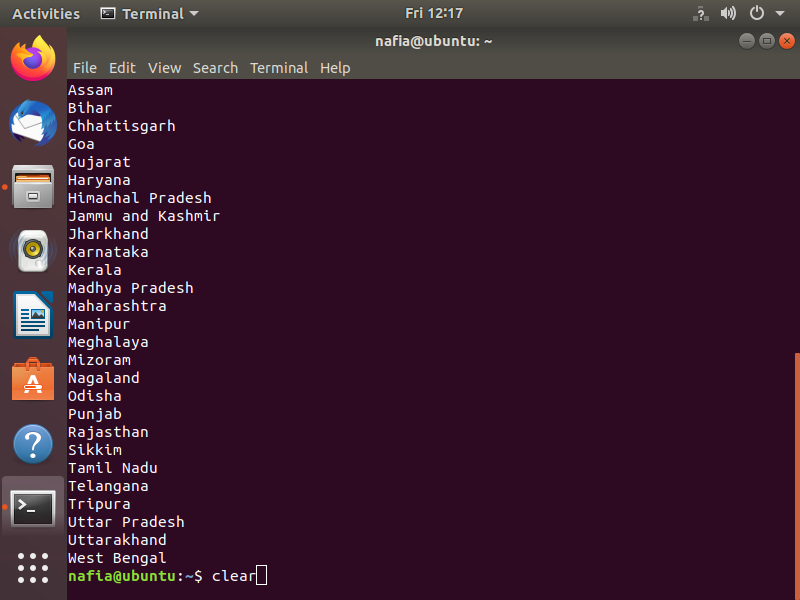 Activities Terminal Fri 12:17
nafia@ubuntu: ~
File Edit View Search Terminal Help
Assam
Bihar
Chhattisgarh
Goa
Gujarat
Haryana
Himachal Pradesh
Jammu and Kashmir
Jharkhand
Karnataka
Kerala
Madhya Pradesh
Maharashtra
Manipur
Meghalaya
Mizoram
Nagaland
Odisha
Punjab
Rajasthan
Sikkim
Tamil Nadu
Telangana
Tripura
Uttar Pradesh
Uttarakhand
West Bengal
nafia@ubuntu:~$ clear